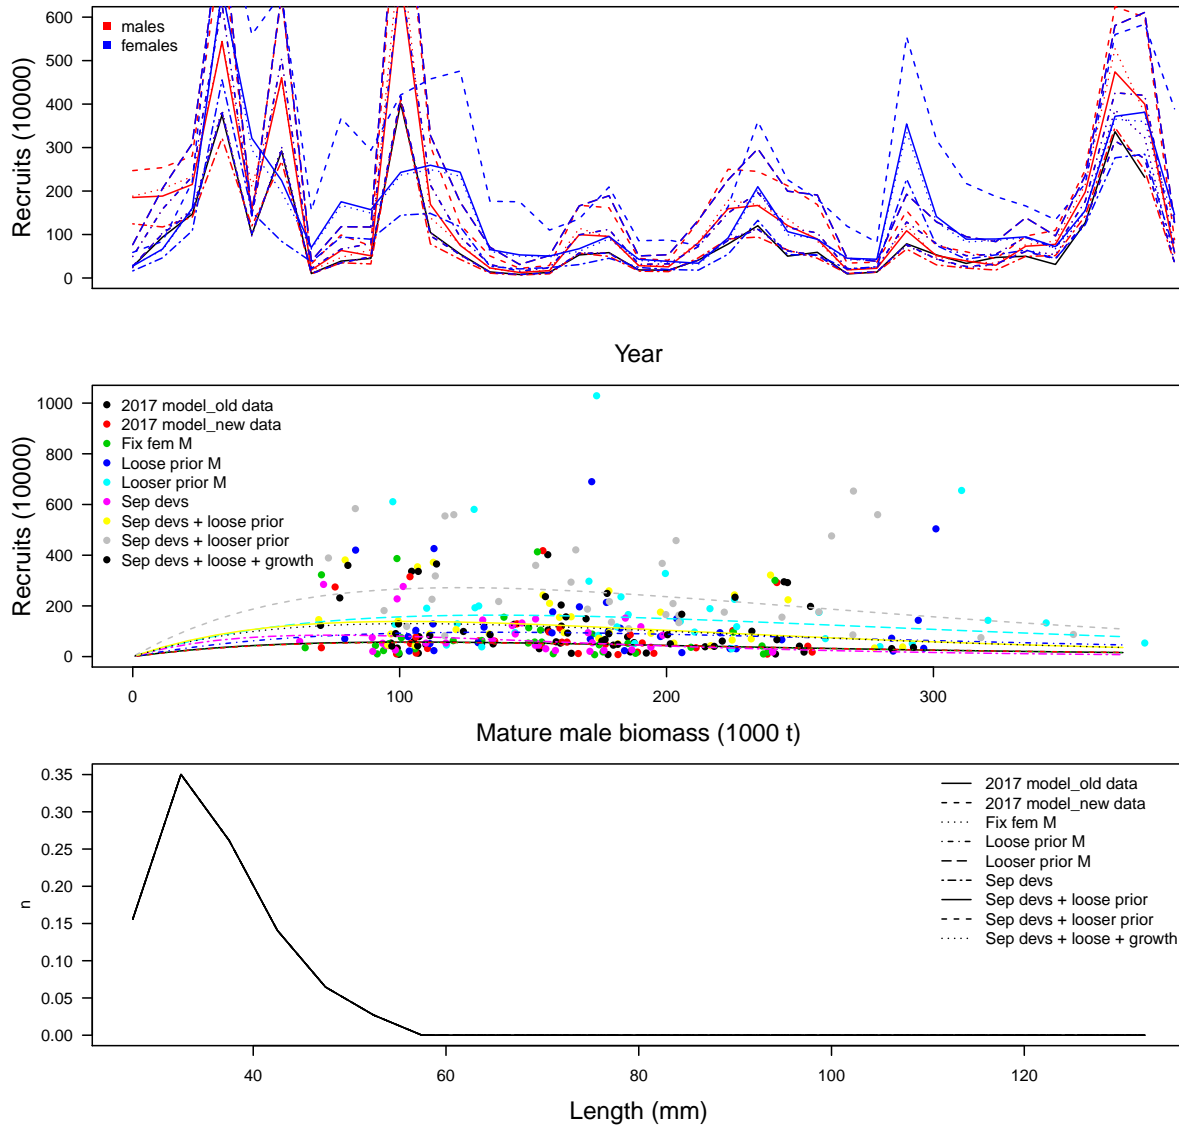 600
500
400
300
200
100
0
Recruits (10000)
males
females
Year
1000
800
600
400
200
0
Recruits (10000)
2017 model_old data
2017 model_new data
Fix fem M
Loose prior M
Looser prior M
Sep devs
Sep devs + loose prior
Sep devs + looser prior
Sep devs + loose + growth
0 100 200 300
Mature male biomass (1000 t)
0.35
0.30
0.25
0.20
0.15
0.10
0.05
0.00
n
2017 model_old data
2017 model_new data
Fix fem M
Loose prior M
Looser prior M
Sep devs
Sep devs + loose prior
Sep devs + looser prior
Sep devs + loose + growth
40 60 80 100 120
Length (mm)